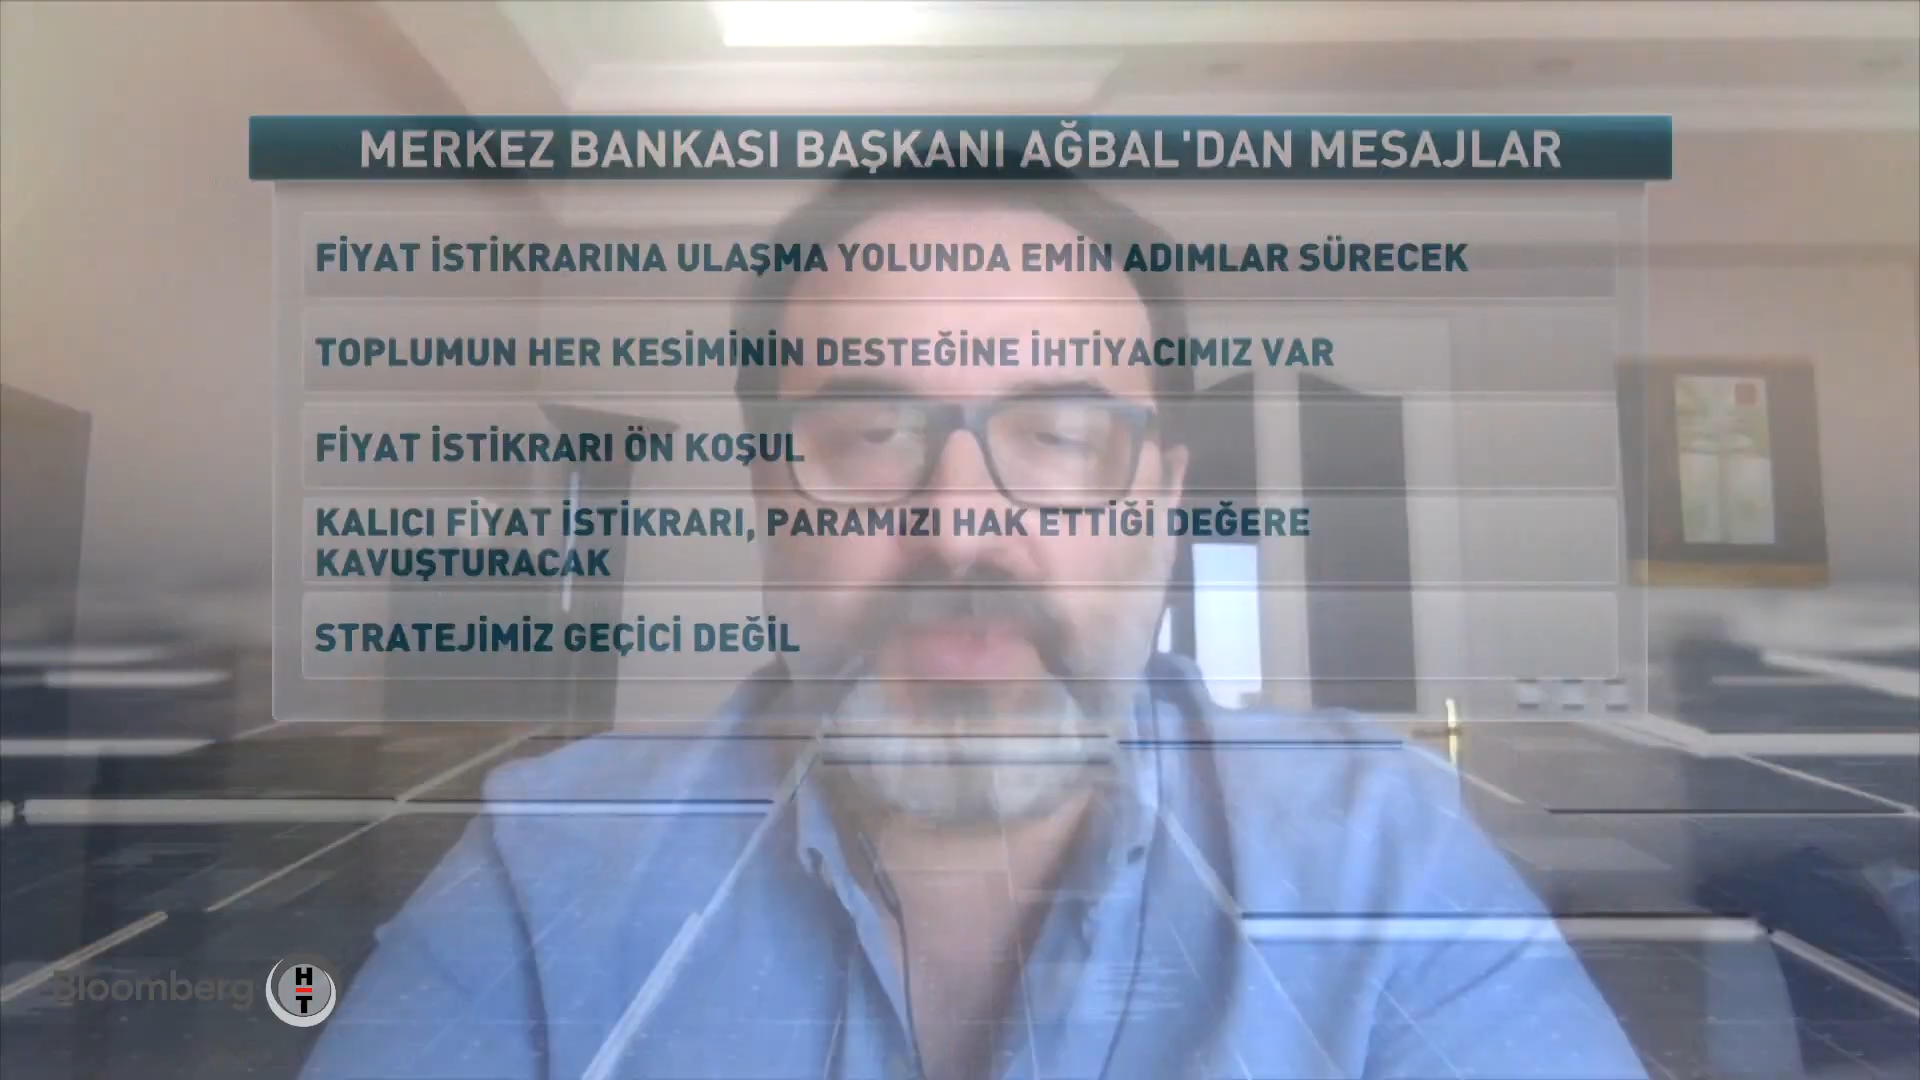 MERKEZ BANKASI BAŞKANI AĞBAL'DAN MESAJLAR
FİYAT İSTİKRARINA ULAŞMA YOLUNDA EMİN ADIMLAR SÜRECEK
TOPLUMUN HER KESİMİNİN DESTEĞİNE İHTİYACIMIZ VAR
FİYAT İSTİKRARI ÖN KOŞUL
KALICI FİYAT İSTİKRARI, PARAMIZI HAK ETTİĞİ DEĞERE
KAVUŞTURACAK
STRATEJİMİZ GEÇİCİ DEĞİL
Bloomberg HT